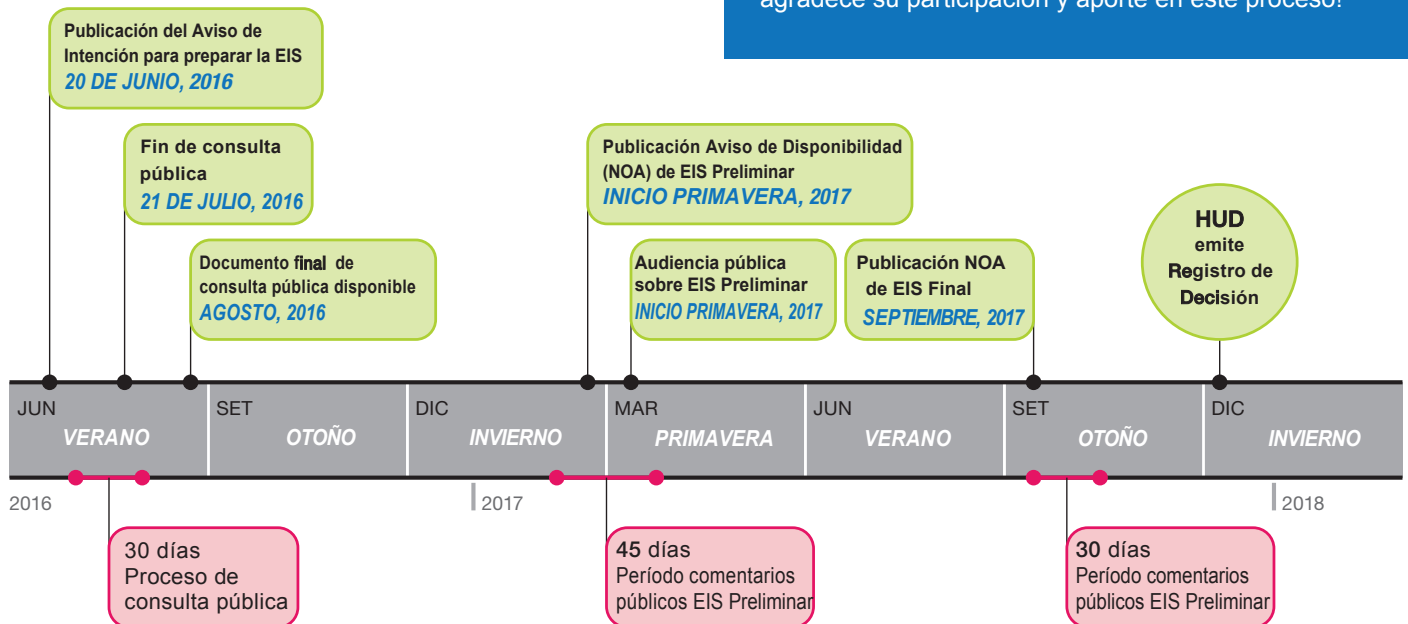 agradece su participación y aporte en este proceso!
Publicación del Aviso de
Intención para preparar la EIS
20 DE JUNIO, 2016
Fin de consulta
pública
21 DE JULIO, 2016
Documento final de
consulta pública disponible
AGOSTO, 2016
Publicación Aviso de Disponibilidad
(NOA) de EIS Preliminar
INICIO PRIMAVERA, 2017
Audiencia pública
sobre EIS Preliminar
INICIO PRIMAVERA, 2017
Publicación NOA
de EIS Final
SEPTIEMBRE, 2017
HUD
emite
Registro de
Decisión
JUN
VERANO
SET
OTOÑO
DIC
INVIERNO
MAR
PRIMAVERA
JUN
VERANO
SET
OTOÑO
DIC
INVIERNO
2016
2017
2018
30 días
Proceso de
consulta pública
45 días
Período comentarios
públicos EIS Preliminar
30 días
Período comentarios
públicos EIS Preliminar